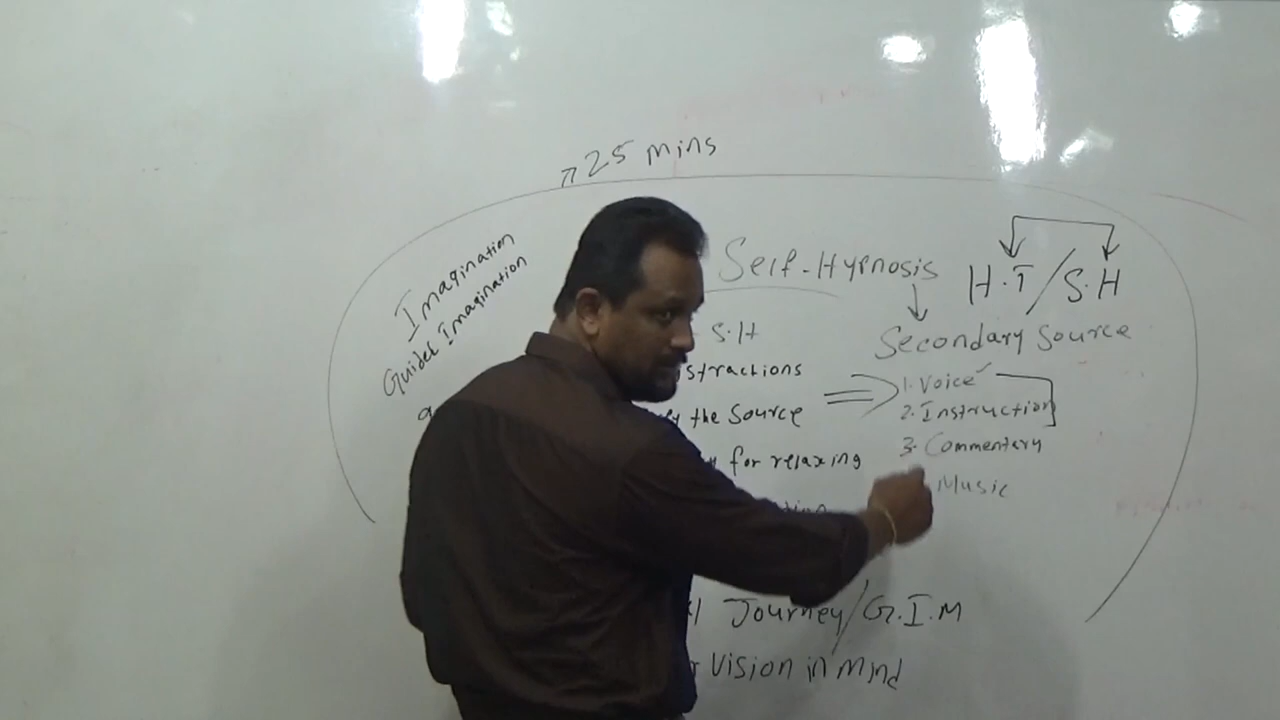 25 mins
Imagination
Guided Imagination
Self-Hypnosis
H.T/S.H
S.H
Secondary Source
stractions
1. Voice
the Source
2. Instruction
3. Commentary
for relaxing
Music
Journey/G.I.M
Vision in Mind